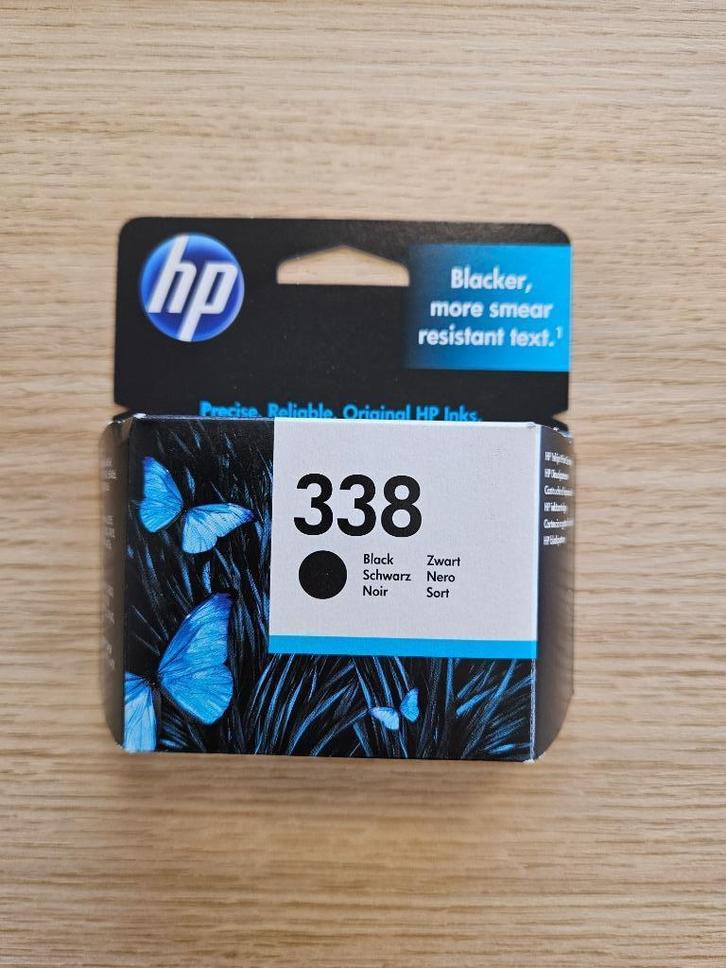 hp
Blacker,
more smear
resistant text.¹
Precise. Reliable. Original HP Inks.
338
Black Zwart
Schwarz Nero
Noir Sort